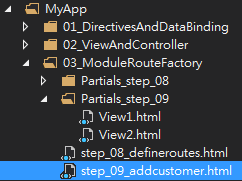 MyApp
01_DirectivesAndDataBinding
02_ViewAndController
03_ModuleRouteFactory
Partials_step_08
Partials_step_09
View1.html
View2.html
step_08_defineroutes.html
step_09_addcustomer.html